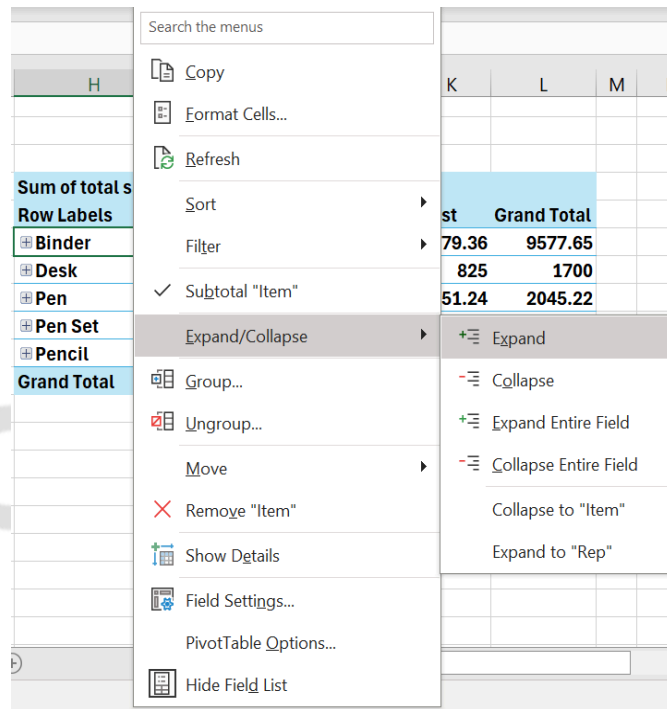 Search the menus
Copy
H K L M
Format Cells...
Refresh
Sum of total s
Sort
Row Labels st Grand Total
Binder 79.36 9577.65
Filter
Desk 825 1700
Subtotal "Item"
Pen 51.24 2045.22
Pen Set
Expand/Collapse
Expand
Pencil
Grand Total
Group...
Collapse
Ungroup...
Expand Entire Field
Move
Collapse Entire Field
Remove "Item"
Collapse to "Item"
Show Details
Expand to "Rep"
Field Settings...
PivotTable Options...
Hide Field List